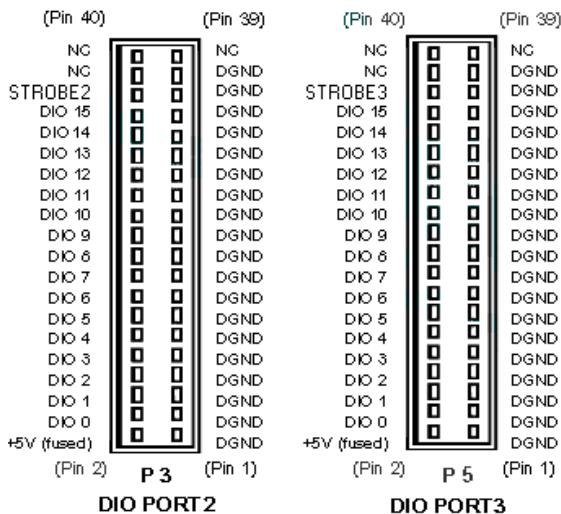 (Pin 40) (Pin 39) (Pin 40) (Pin 39)
NC NC NC NC
NC DGND NC DGND
STROBE2 DGND STROBE3 DGND
DIO 15 DGND DIO 15 DGND
DIO 14 DGND DIO 14 DGND
DIO 13 DGND DIO 13 DGND
DIO 12 DGND DIO 12 DGND
DIO 11 DGND DIO 11 DGND
DIO 10 DGND DIO 10 DGND
DIO 9 DGND DIO 9 DGND
DIO 8 DGND DIO 8 DGND
DIO 7 DGND DIO 7 DGND
DIO 6 DGND DIO 6 DGND
DIO 5 DGND DIO 5 DGND
DIO 4 DGND DIO 4 DGND
DIO 3 DGND DIO 3 DGND
DIO 2 DGND DIO 2 DGND
DIO 1 DGND DIO 1 DGND
DIO 0 DGND DIO 0 DGND
+5V (fused) DGND +5V (fused) DGND
(Pin 2) P 3 (Pin 1) (Pin 2) P 5 (Pin 1)
DIO PORT2 DIO PORT3